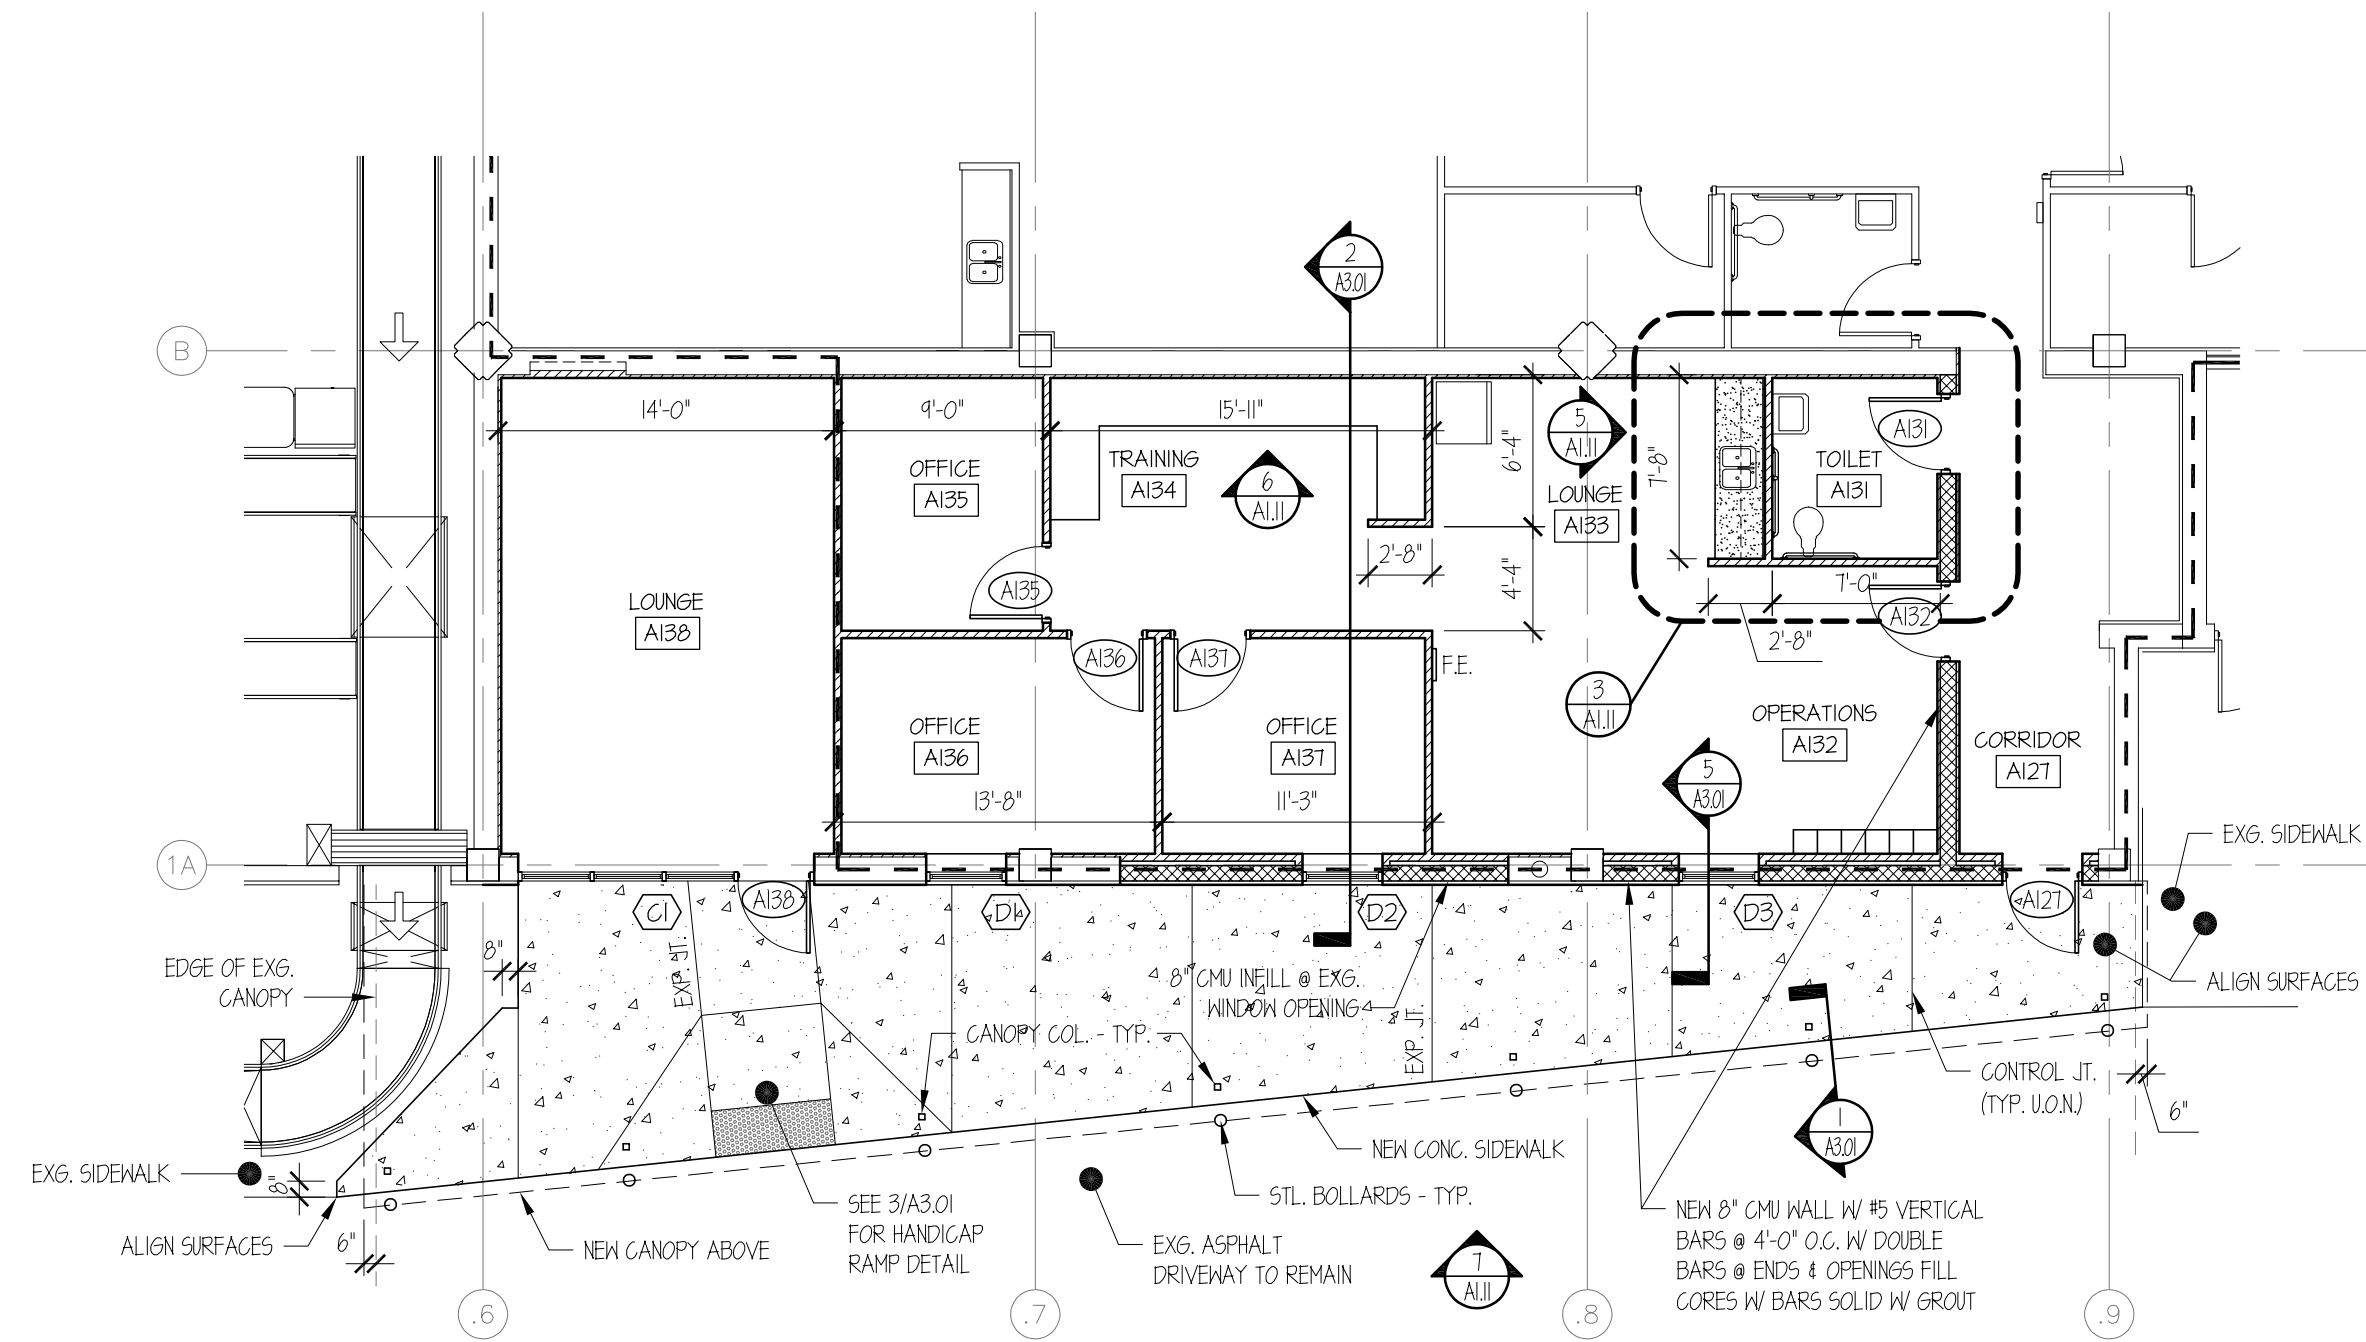 2
A3.01
B
14'-0"
9'-0"
15'-11"
6'-4"
5
A1.11
7'-8"
A131
OFFICE
A135
TRAINING
A134
6
A1.11
LOUNGE
A133
TOILET
A131
2'-8"
4'-4"
7'-0"
A135
LOUNGE
A138
A132
2'-8"
A136
A137
F.E.
3
A1.11
OFFICE
A136
OFFICE
A137
OPERATIONS
A132
CORRIDOR
A127
5
A3.01
13'-8"
11'-3"
EXG. SIDEWALK
1A
C1
A138
D1
D2
D3
A127
8"
EXP. JT.
EDGE OF EXG.
CANOPY
8" CMU INFILL @ EXG.
WINDOW OPENING
ALIGN SURFACES
CANOPY COL. - TYP.
EXP. JT.
CONTROL JT.
(TYP. U.O.N.)
6"
1
A3.01
NEW CONC. SIDEWALK
EXG. SIDEWALK
8"
STL. BOLLARDS - TYP.
SEE 3/A3.01
FOR HANDICAP
RAMP DETAIL
NEW 8" CMU WALL W/ #5 VERTICAL
BARS @ 4'-0" O.C. W/ DOUBLE
BARS @ ENDS & OPENINGS FILL
CORES W/ BARS SOLID W/ GROUT
ALIGN SURFACES
6"
NEW CANOPY ABOVE
EXG. ASPHALT
DRIVEWAY TO REMAIN
7
A1.11
.6
.7
.8
.9